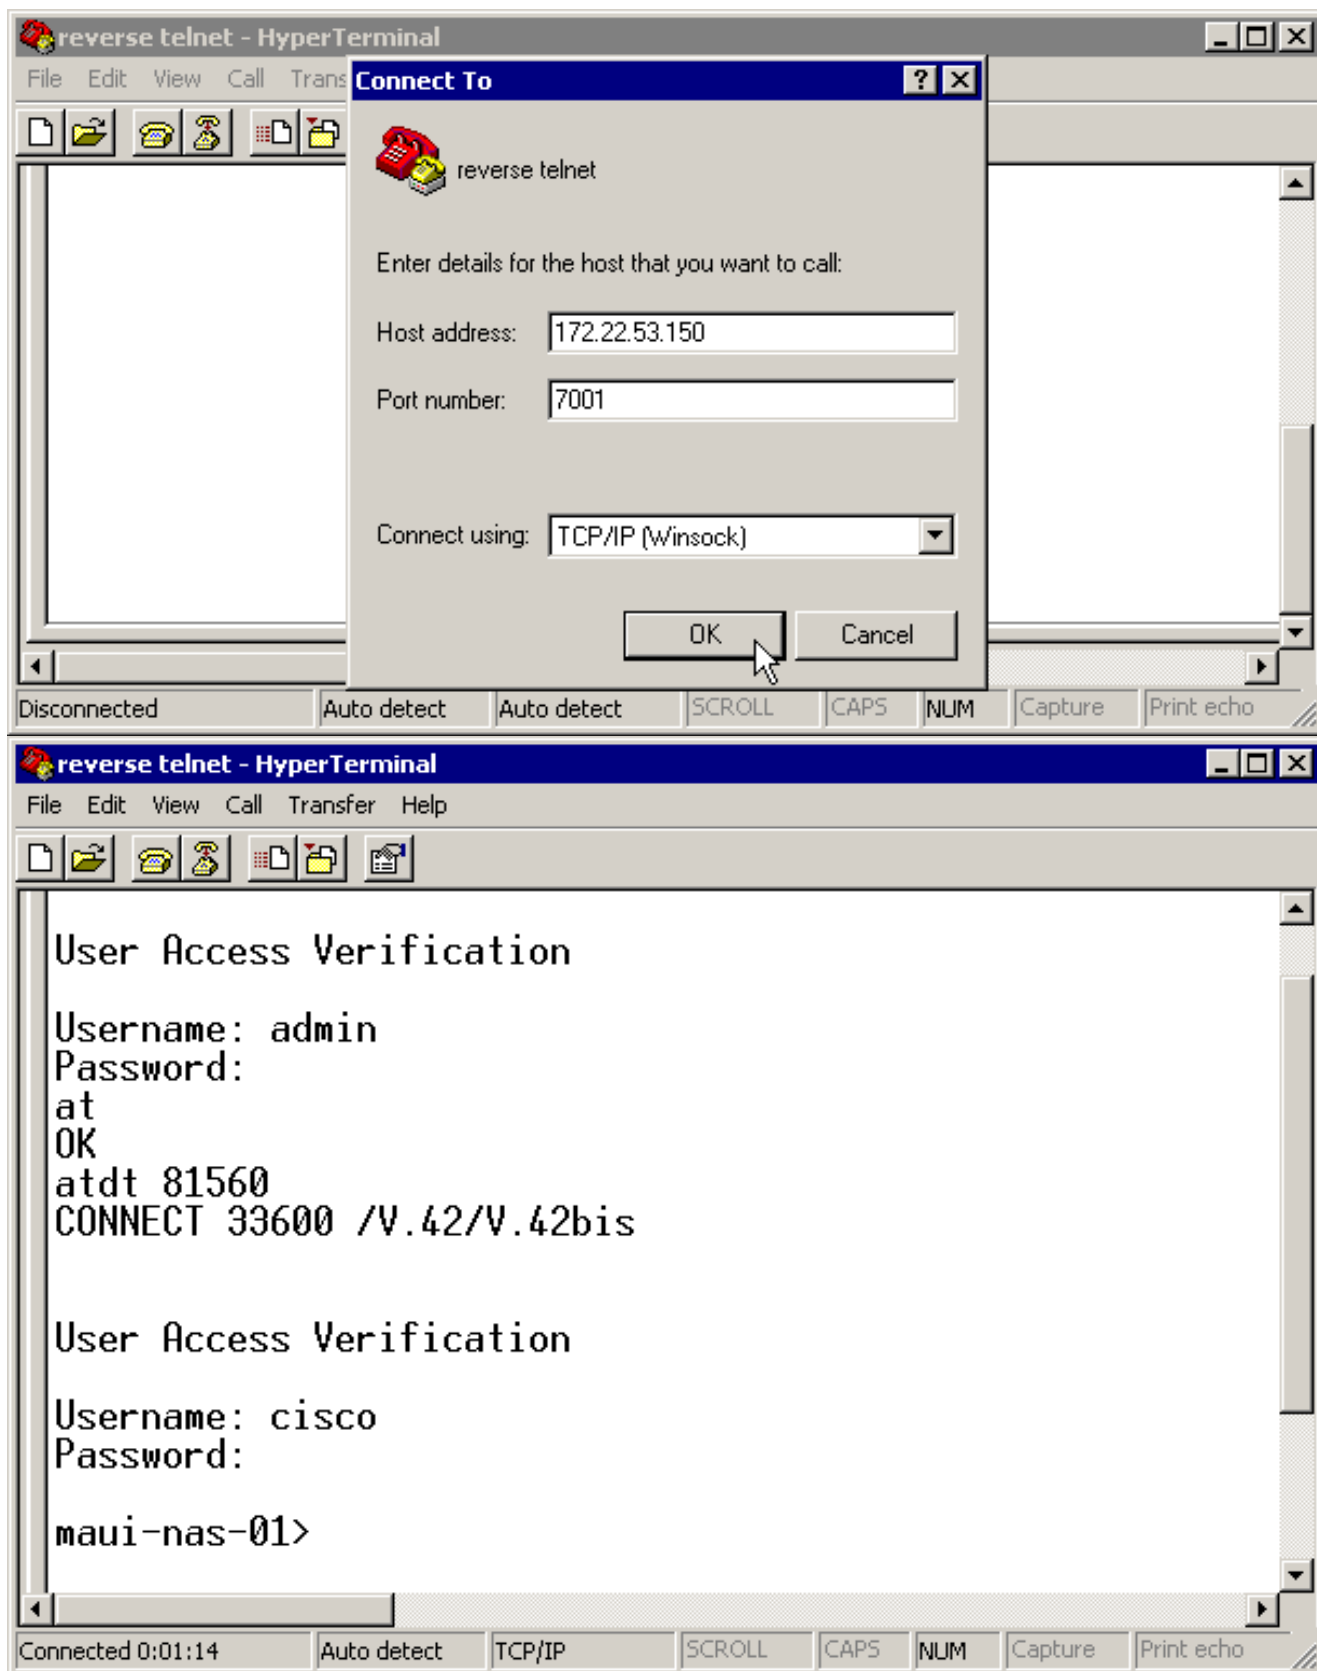 reverse telnet - HyperTerminal
File Edit View Call Trans
Connect To
reverse telnet
Enter details for the host that you want to call:
Host address: 172.22.53.150
Port number: 7001
Connect using: TCP/IP (Winsock)
OK Cancel
Disconnected Auto detect Auto detect SCROLL CAPS NUM Capture Print echo
reverse telnet - HyperTerminal
File Edit View Call Transfer Help
User Access Verification
Username: admin
Password:
at
OK
atdt 81560
CONNECT 33600 /V.42/V.42bis
User Access Verification
Username: cisco
Password:
maui-nas-01>
Connected 0:01:14 Auto detect TCP/IP SCROLL CAPS NUM Capture Print echo